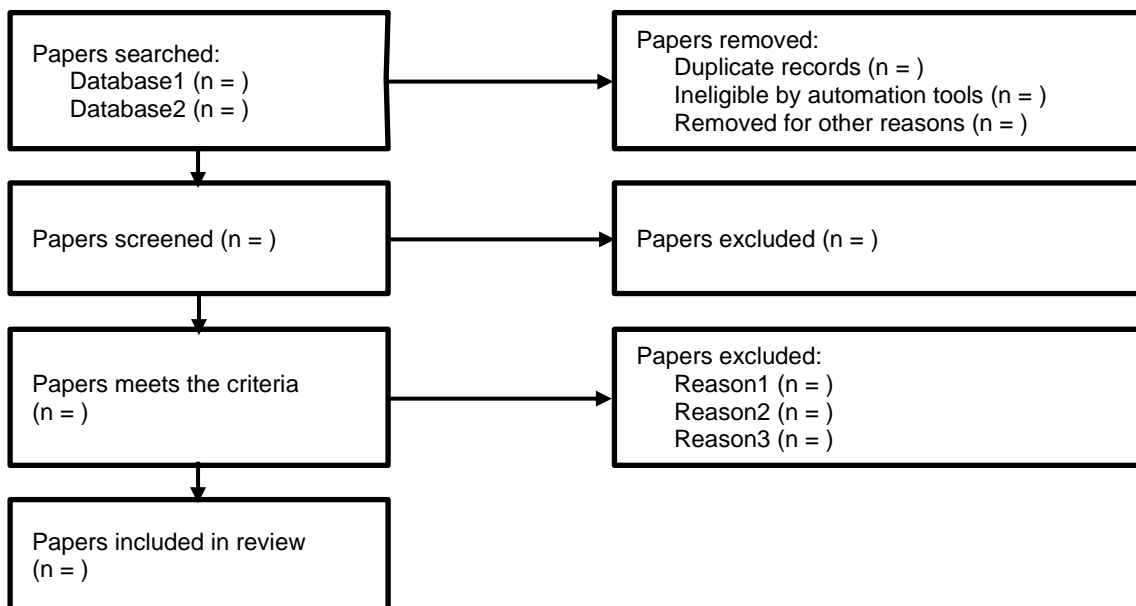 Papers searched:
Database1 (n = )
Database2 (n = )
Papers removed:
Duplicate records (n = )
Ineligible by automation tools (n = )
Removed for other reasons (n = )
Papers screened (n = )
Papers excluded (n = )
Papers meets the criteria
(n = )
Papers excluded:
Reason1 (n = )
Reason2 (n = )
Reason3 (n = )
Papers included in review
(n = )